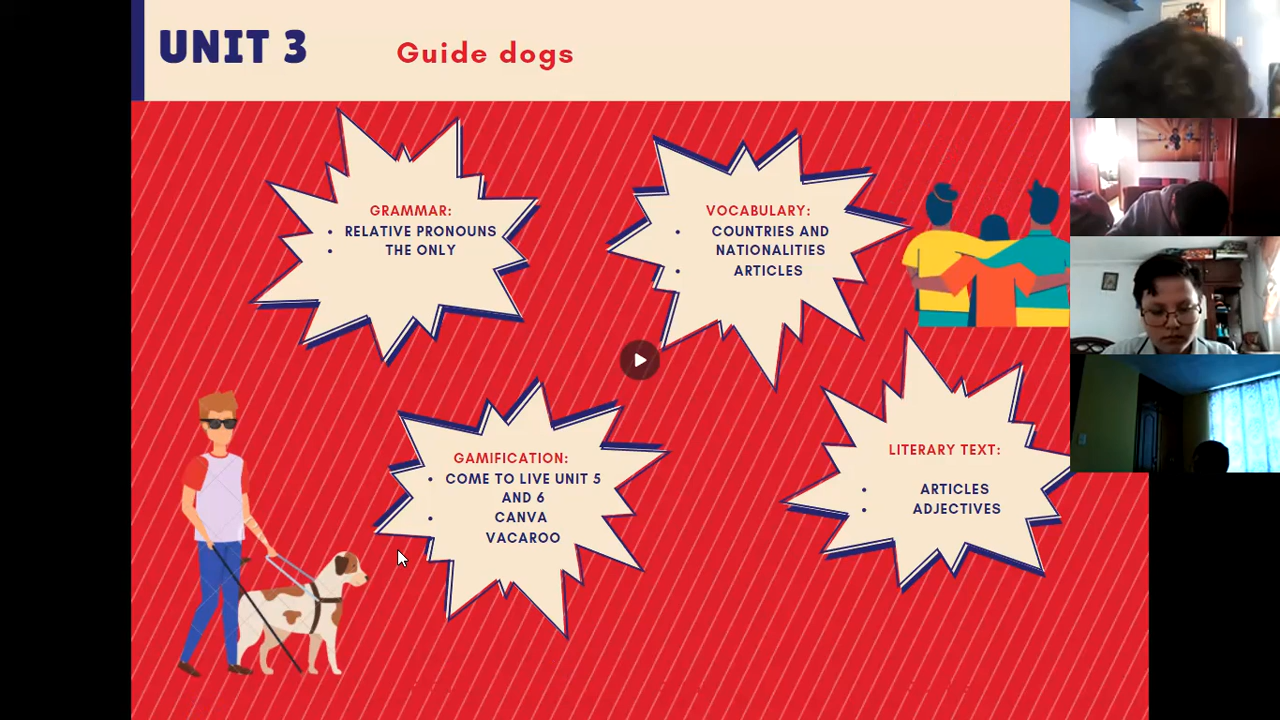 UNIT 3
Guide dogs
GRAMMAR:
• RELATIVE PRONOUNS
• THE ONLY
VOCABULARY:
• COUNTRIES AND
NATIONALITIES
• ARTICLES
GAMIFICATION:
• COME TO LIVE UNIT 5
AND 6
• CANVA
VACAROO
LITERARY TEXT:
• ARTICLES
• ADJECTIVES